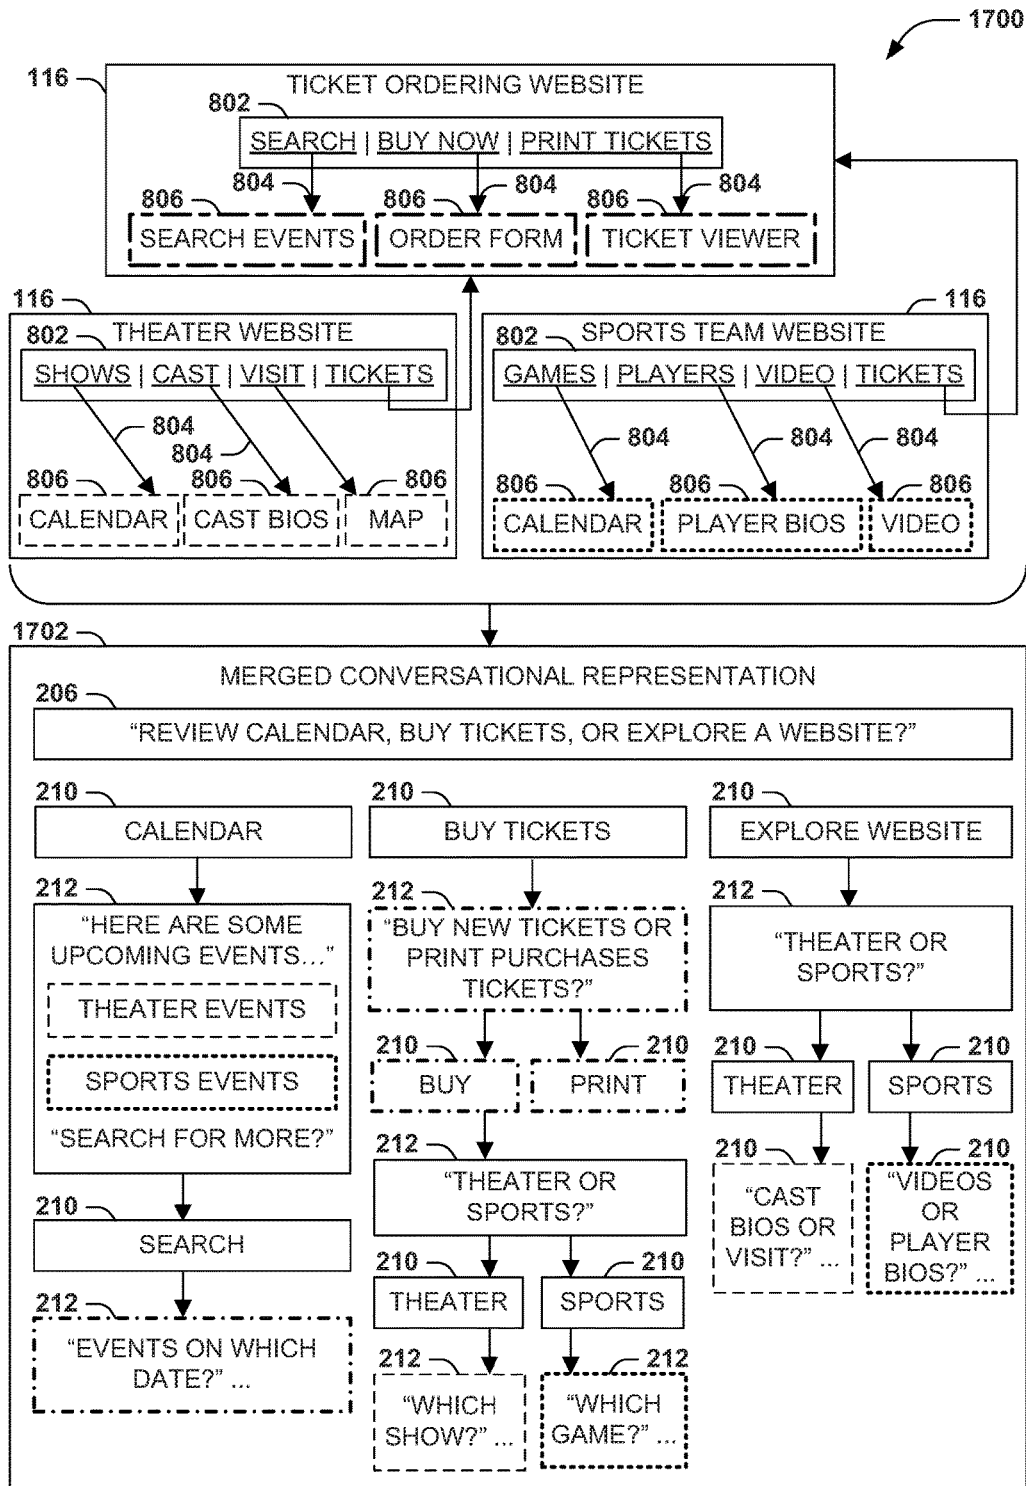 1700
116
TICKET ORDERING WEBSITE
802
SEARCH | BUY NOW | PRINT TICKETS
804 804 804
806 806 806
SEARCH EVENTS ORDER FORM TICKET VIEWER
116
THEATER WEBSITE
802
SHOWS | CAST | VISIT | TICKETS
804
804
806 806 806
CALENDAR CAST BIOS MAP
116
SPORTS TEAM WEBSITE
802
GAMES | PLAYERS | VIDEO | TICKETS
804 804 804
806 806 806
CALENDAR PLAYER BIOS VIDEO
1702
MERGED CONVERSATIONAL REPRESENTATION
206
“REVIEW CALENDAR, BUY TICKETS, OR EXPLORE A WEBSITE?”
210
CALENDAR
212
“HERE ARE SOME
UPCOMING EVENTS…”
THEATER EVENTS
SPORTS EVENTS
“SEARCH FOR MORE?”
210
SEARCH
212
“EVENTS ON WHICH
DATE?” ...
210
BUY TICKETS
212
“BUY NEW TICKETS OR
PRINT PURCHASES
TICKETS?”
210 210
BUY PRINT
212
“THEATER OR
SPORTS?”
210 210
THEATER SPORTS
212
“WHICH
SHOW?” ...
212
“WHICH
GAME?” ...
210
EXPLORE WEBSITE
212
“THEATER OR
SPORTS?”
210 210
THEATER SPORTS
210
“CAST
BIOS OR
VISIT?” ...
210
“VIDEOS
OR
PLAYER
BIOS?” ...